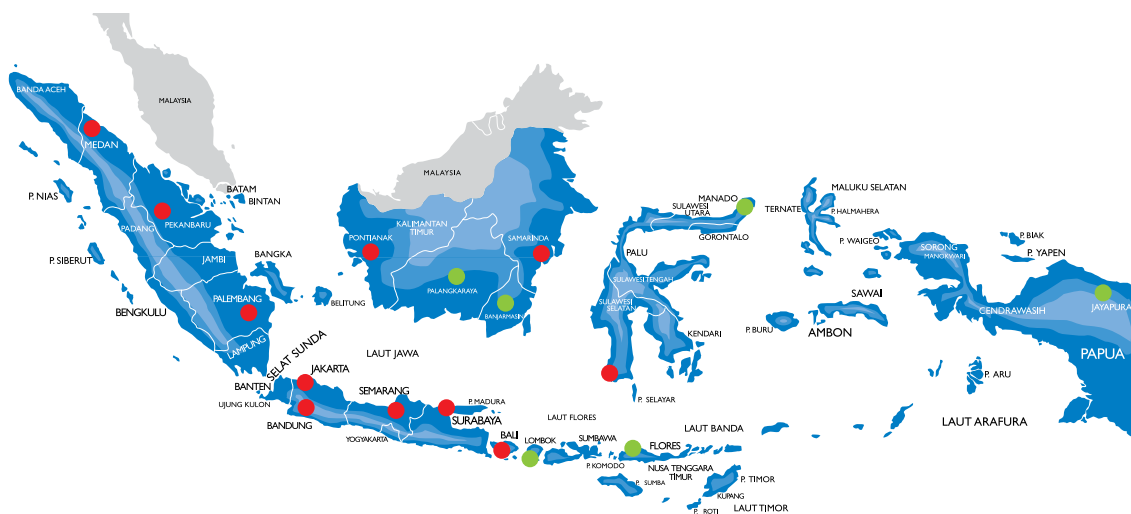 BANDA ACEH
MALAYSIA
MEDAN
P. NIAS
BATAM
BINTAN
PADANG
PEKANBARU
P. SIBERUT
JAMBI
BANGKA
PALEMBANG
BELITUNG
BENGKULU
LAMPUNG
SELAT SUNDA
MALAYSIA
KALIMANTAN
TIMUR
PONTIANAK
SAMARINDA
PALANGKARAYA
BANJARMASIN
MANADO
SULAWESI
UTARA
GORONTALO
PALU
SULAWESI TENGAH
SULAWESI
SELATAN
KENDARI
P. SELAYAR
TERNATE
MALUKU SELATAN
P. HALMAHERA
P. WAIGEO
SAWAI
P. BURU
AMBON
SORONG
MANGKWARI
P. BIAK
P. YAPEN
CENDRAWASIH
JAYAPURA
PAPUA
P. ARU
LAUT ARAFURA
LAUT JAWA
BANTEN
JAKARTA
UJUNG KULON
BANDUNG
SEMARANG
YOGYAKARTA
P. MADURA
SURABAYA
BALI
LOMBOK
LAUT FLORES
SUMBAWA
P. KOMODO
FLORES
LAUT BANDA
NUSA TENGGARA
TIMUR
P. SUMBA
P. TIMOR
KUPANG
P. ROTI
LAUT TIMOR